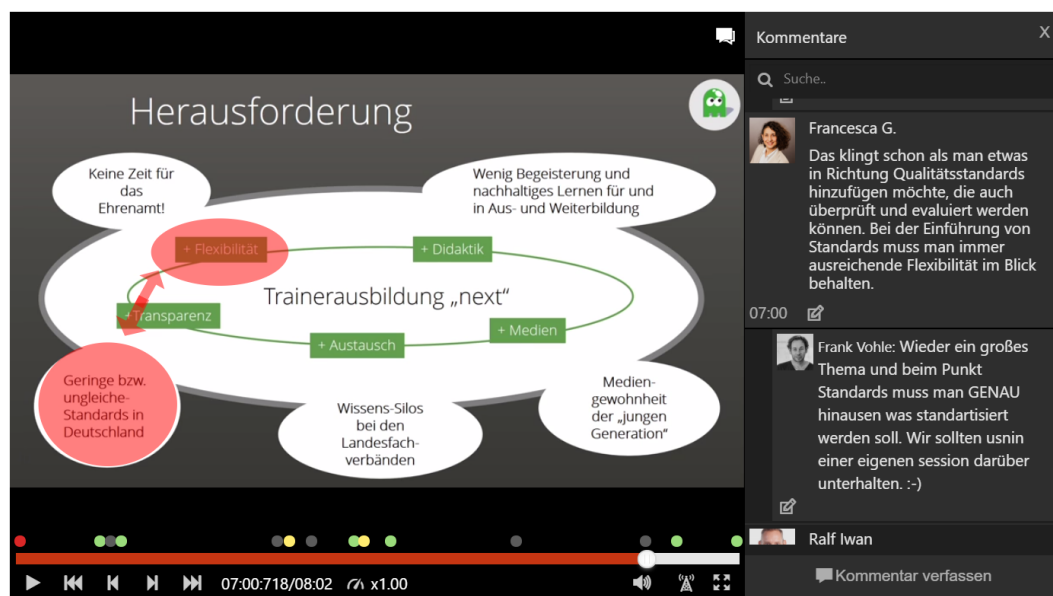 Herausforderung
Keine Zeit für
das
Ehrenamt!
Wenig Begeisterung und
nachhaltiges Lernen für und
in Aus- und Weiterbildung
+ Flexibilität
+ Didaktik
Trainerausbildung „next“
+Transparenz
+ Medien
+ Austausch
Geringe bzw.
ungleiche-
Standards in
Deutschland
Wissens-Silos
bei den
Landesfach-
verbänden
Medien-
gewohnheit
der „jungen
Generation“
07:00:718/08:02
x1.00
Kommentare
X
Suche..
Francesca G.
Das klingt schon als man etwas
in Richtung Qualitätsstandards
hinzufügen möchte, die auch
überprüft und evaluiert werden
können. Bei der Einführung von
Standards muss man immer
ausreichende Flexibilität im Blick
behalten.
07:00
Frank Vohle: Wieder ein großes
Thema und beim Punkt
Standards muss man GENAU
hinausen was standartisiert
werden soll. Wir sollten usnin
einer eigenen session darüber
unterhalten. :-)
Ralf Iwan
Kommentar verfassen